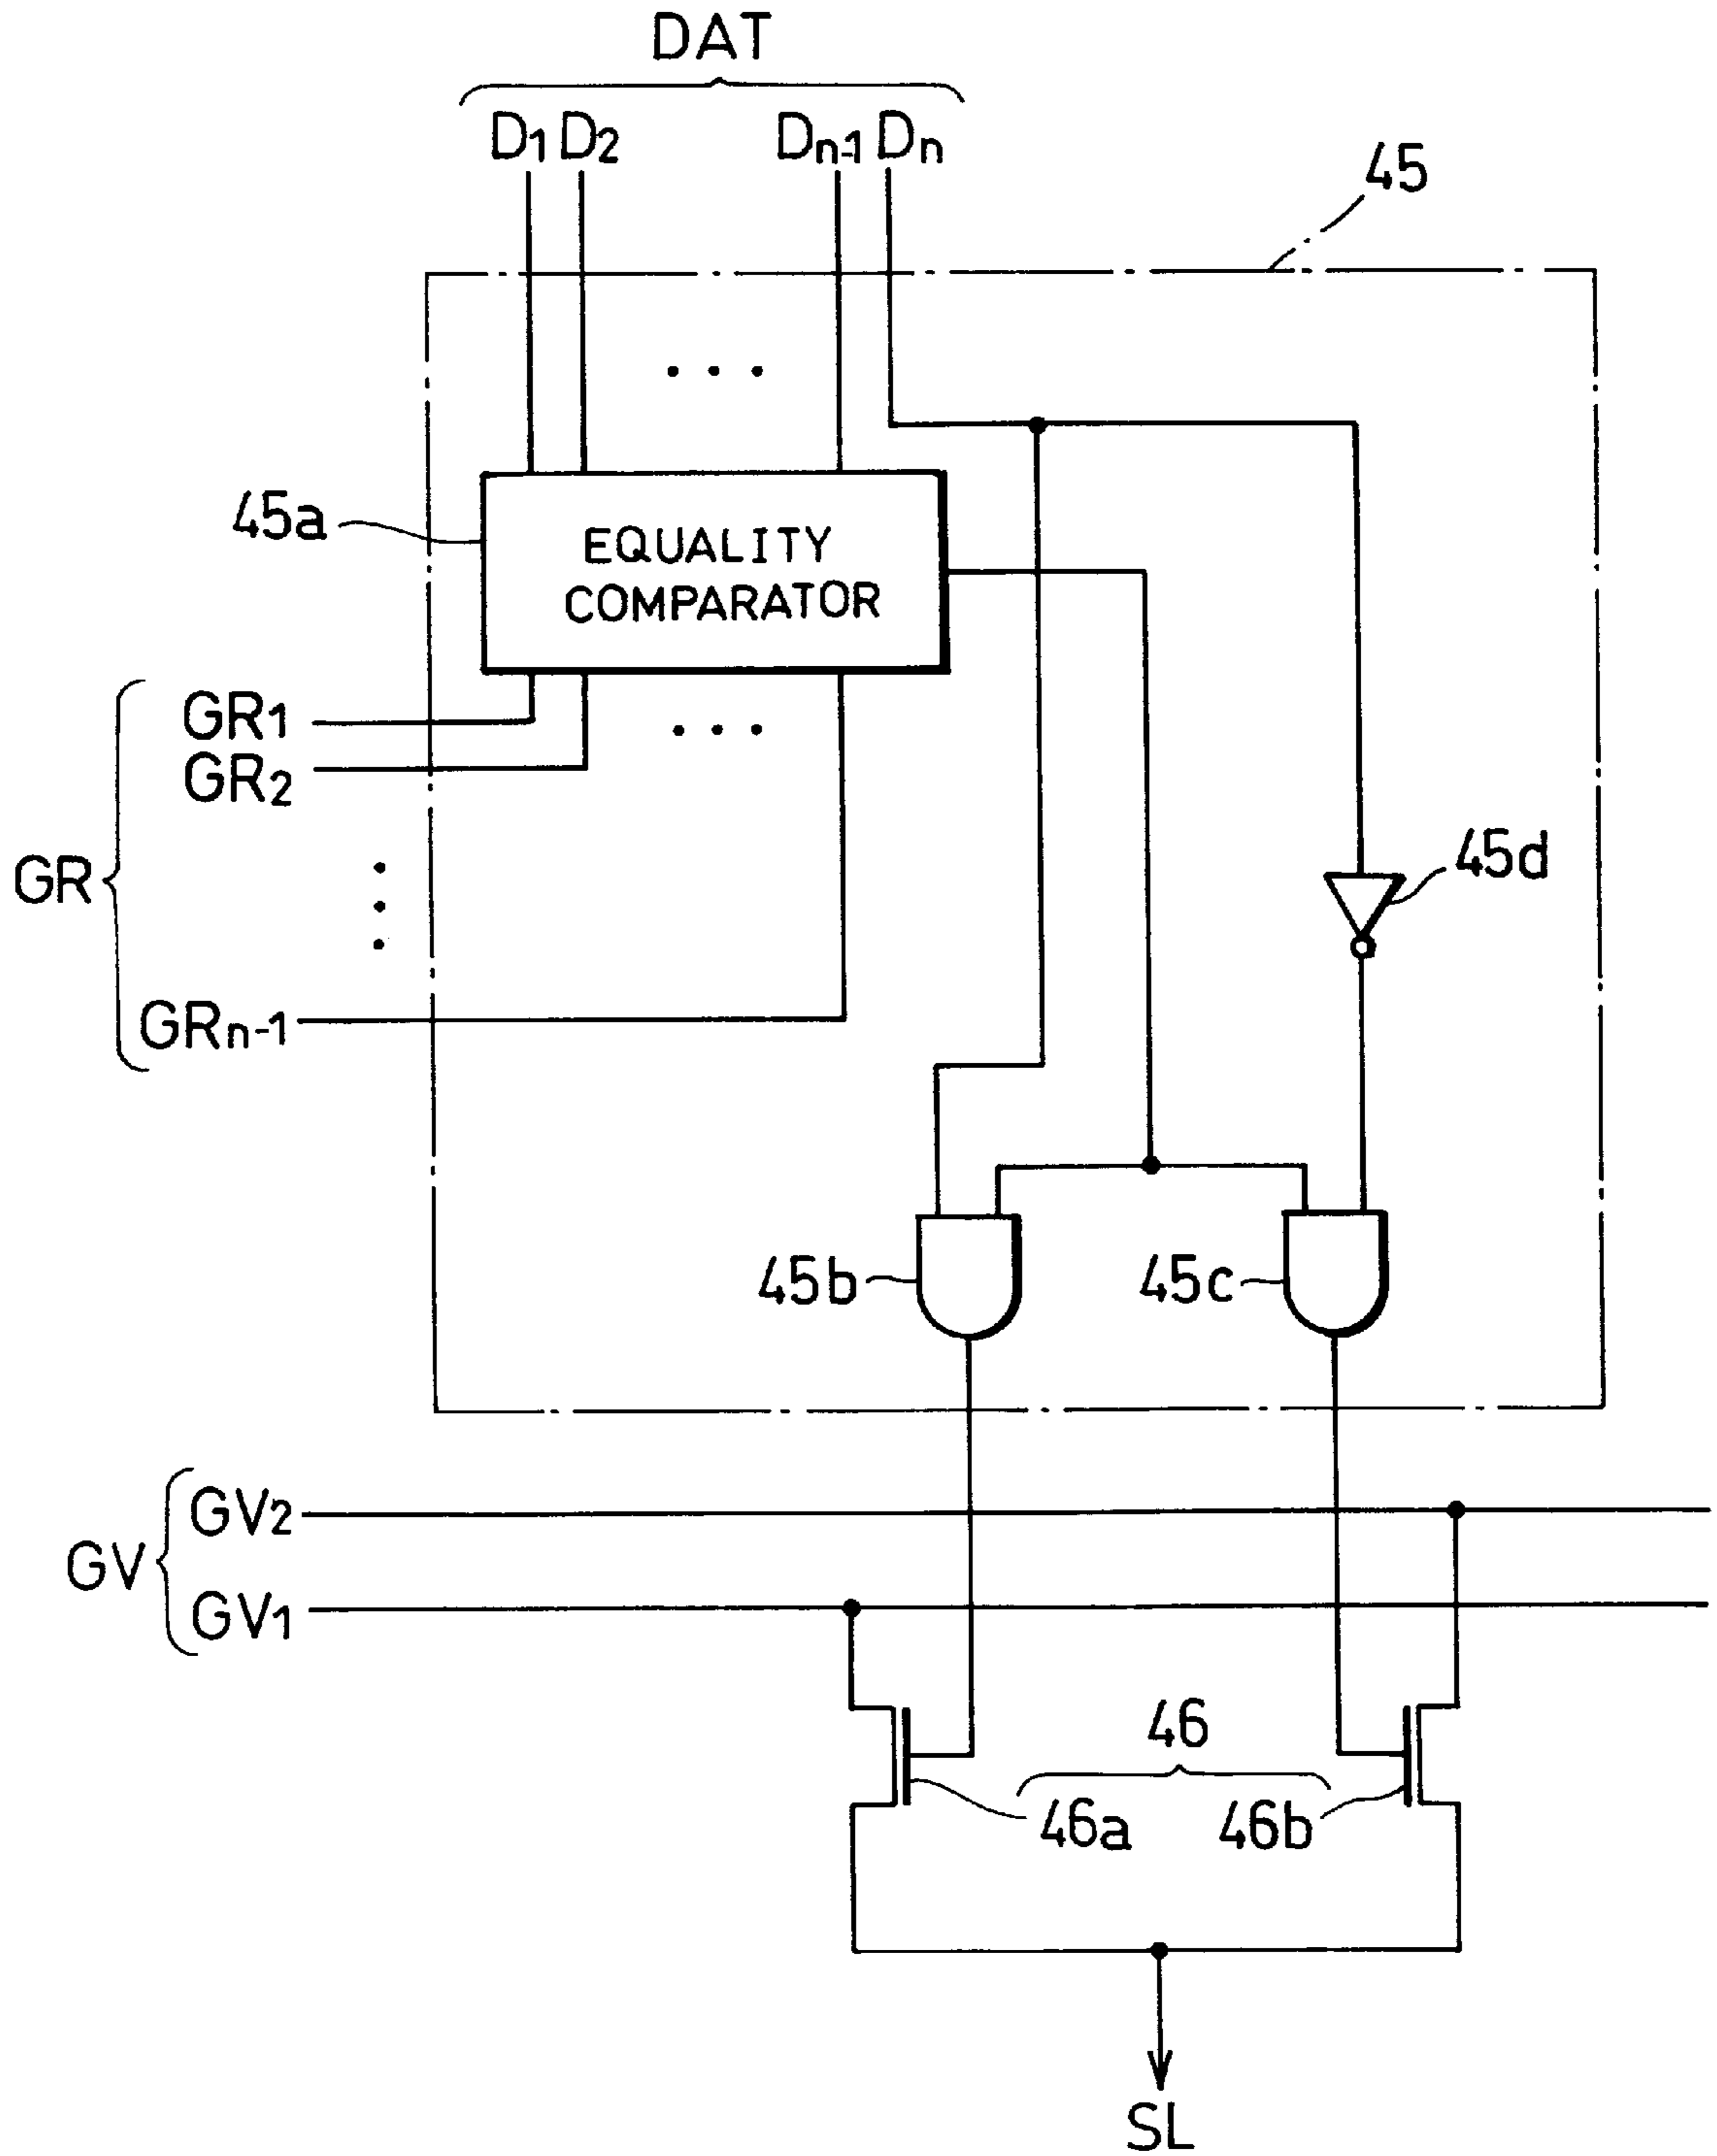 DAT
D1 D2 Dn-1 Dn
45
45a
EQUALITY
COMPARATOR
GR1
GR2
GR
GRn-1
45d
45b
45c
GV2
GV
GV1
46
46a
46b
SL